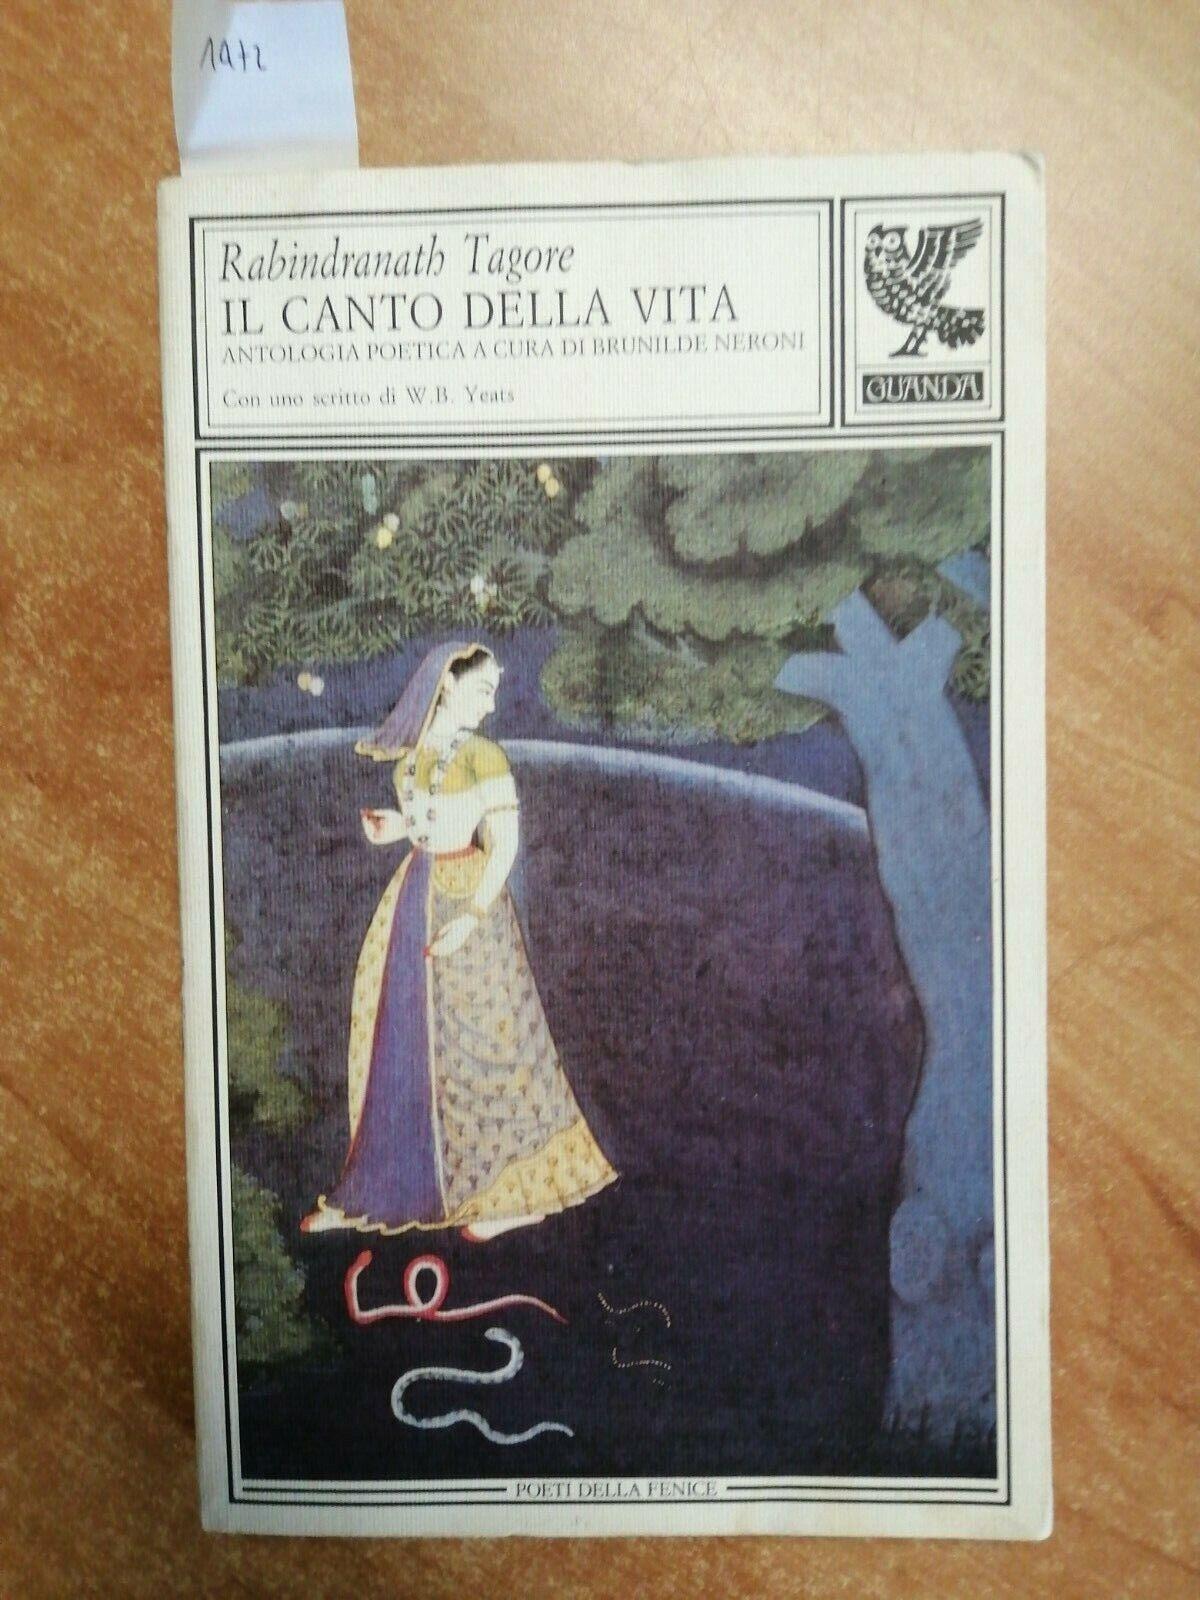 1972
Rabindranath Tagore
IL CANTO DELLA VITA
ANTOLOGIA POETICA A CURA DI BRUNILDE NERONI
Con uno scritto di W.B. Yeats
GUANDA
POETI DELLA FENICE